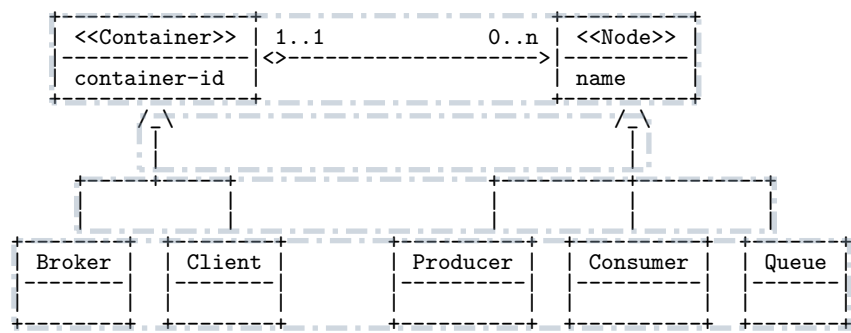 <<Container>> 1..1 0..n <<Node>>
<>-------------------->
container-id name
Broker Client Producer Consumer Queue